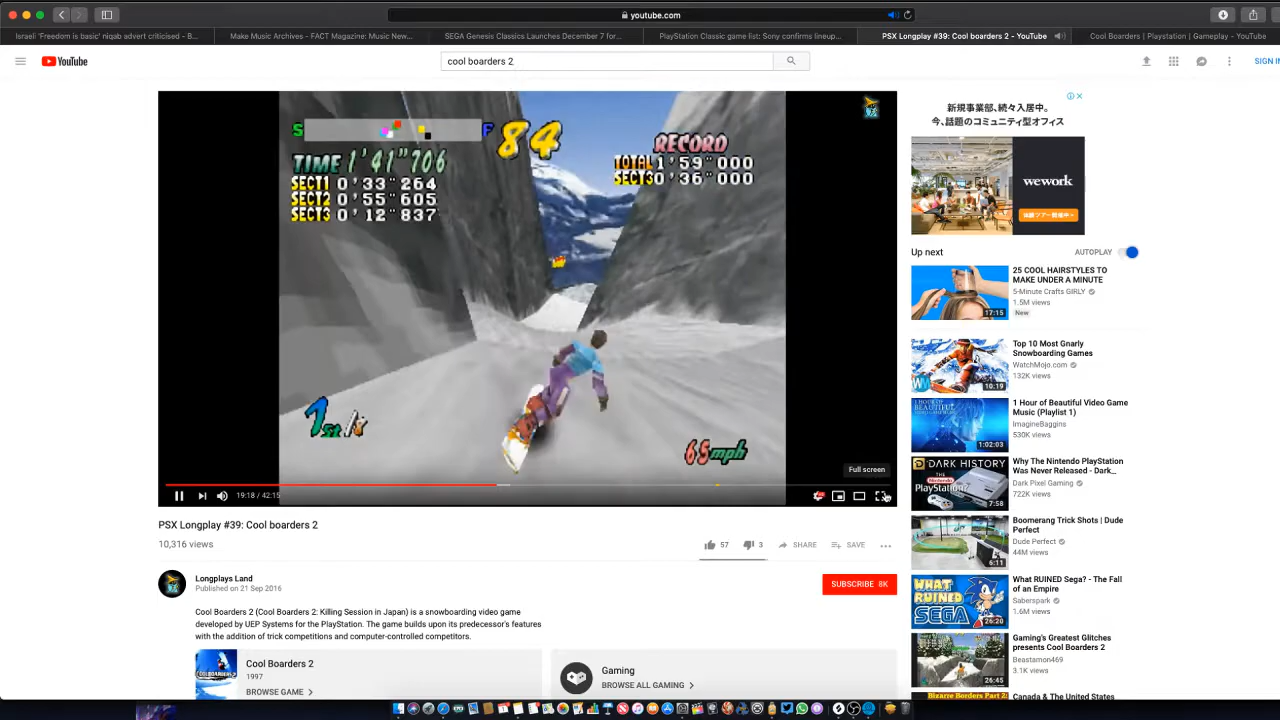 youtube.com
Israeli 'Freedom is basic' niqab advert criticised - B...
Make Music Archives - FACT Magazine: Music New...
SEGA Genesis Classics Launches December 7 for...
PlayStation Classic game list: Sony confirms lineup...
PSX Longplay #39: Cool boarders 2 - YouTube
Cool Boarders | Playstation | Gameplay - YouTube
YouTube
cool boarders 2
SIGN IN
S
F
84
TIME 1'41"706
SECT1 0'33"264
SECT2 0'55"605
SECT3 0'12"837
RECORD
TOTAL 1'59"000
SECT3 0'36"000
1st
65mph
Full screen
19:18 / 42:15
PSX Longplay #39: Cool boarders 2
10,316 views
57
3
SHARE
SAVE
Longplays Land
Published on 21 Sep 2016
SUBSCRIBE 8K
Cool Boarders 2 (Cool Boarders 2: Killing Session in Japan) is a snowboarding video game
developed by UEP Systems for the PlayStation. The game builds upon its predecessor's features
with the addition of trick competitions and computer-controlled competitors.
Cool Boarders 2
1997
BROWSE GAME
Gaming
BROWSE ALL GAMING
新規事業部、続々入居中。
今、話題のコミュニティ型オフィス
wework
Up next
AUTOPLAY
25 COOL HAIRSTYLES TO
MAKE UNDER A MINUTE
5-Minute Crafts GIRLY
1.5M views
New
17:15
Top 10 Most Gnarly
Snowboarding Games
WatchMojo.com
132K views
10:19
1 Hour of Beautiful Video Game
Music (Playlist 1)
ImagineBaggins
530K views
1:02:03
Why The Nintendo PlayStation
Was Never Released - Dark...
Dark Pixel Gaming
722K views
DARK HISTORY
7:58
Boomerang Trick Shots | Dude
Perfect
Dude Perfect
44M views
6:11
What RUINED Sega? - The Fall
of an Empire
Saberspark
1.6M views
WHAT
RUINED
SEGA
26:20
Gaming's Greatest Glitches
presents Cool Boarders 2
Beastamon469
3.1K views
26:45
Bizarre Borders Part 2:
Canada & The United States